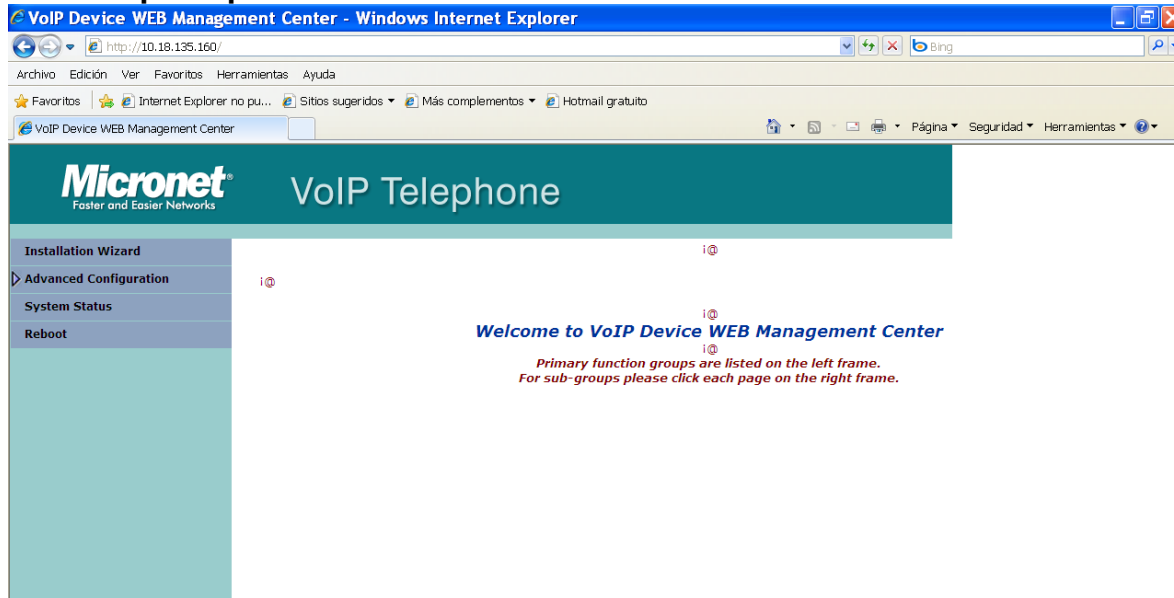 VoIP Device WEB Management Center - Windows Internet Explorer
http://10.18.135.160/
Bing
Archivo Edición Ver Favoritos Herramientas Ayuda
Favoritos Internet Explorer no pu... Sitios sugeridos Más complementos Hotmail gratuito
VoIP Device WEB Management Center Página Seguridad Herramientas
Micronet®
Faster and Easier Networks
VoIP Telephone
Installation Wizard
Advanced Configuration
System Status
Reboot
i@
i@
i@
Welcome to VoIP Device WEB Management Center
i@
Primary function groups are listed on the left frame.
For sub-groups please click each page on the right frame.